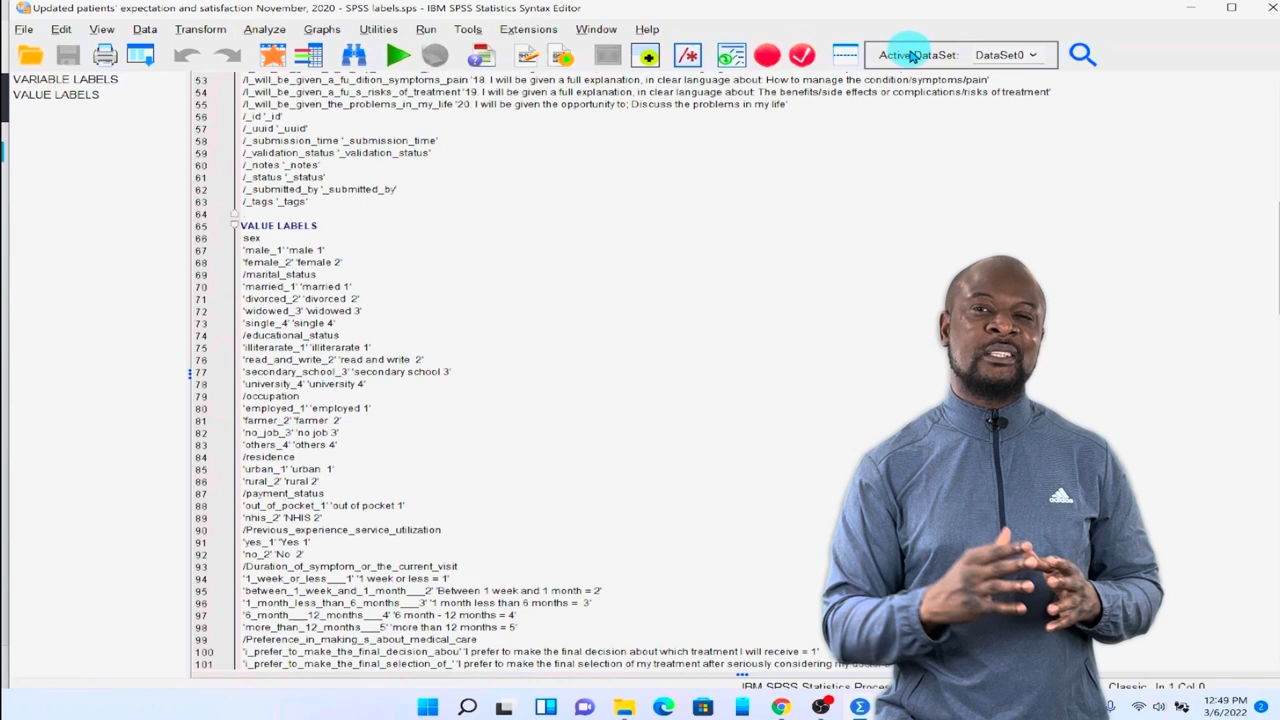 Updated patients' expectation and satisfaction November, 2020 - SPSS labels.sps - IBM SPSS Statistics Syntax Editor
File Edit View Data Transform Analyze Graphs Utilities Run Tools Extensions Window Help
Active DataSet: DataSet0
VARIABLE LABELS
VALUE LABELS
53 /I_will_be_given_a_fu_dition_symptoms_pain '18. I will be given a full explanation, in clear language about: How to manage the condition/symptoms/pain'
54 /I_will_be_given_a_fu_s_risks_of_treatment '19. I will be given a full explanation, in clear language about: The benefits/side effects or complications/risks of treatment'
55 /I_will_be_given_the_problems_in_my_life '20. I will be given the opportunity to; Discuss the problems in my life'
56 /_id '_id'
57 /_uuid '_uuid'
58 /_submission_time '_submission_time'
59 /_validation_status '_validation_status'
60 /_notes '_notes'
61 /_status '_status'
62 /_submitted_by '_submitted_by'
63 /_tags '_tags'
64 .
65 VALUE LABELS
66 sex
67 'male_1' 'male 1'
68 'female_2' 'female 2'
69 /marital_status
70 'married_1' 'married 1'
71 'divorced_2' 'divorced 2'
72 'widowed_3' 'widowed 3'
73 'single_4' 'single 4'
74 /educational_status
75 'illiterarate_1' 'illiterarate 1'
76 'read_and_write_2' 'read and write 2'
77 'secondary_school_3' 'secondary school 3'
78 'university_4' 'university 4'
79 /occupation
80 'employed_1' 'employed 1'
81 'farmer_2' 'farmer 2'
82 'no_job_3' 'no job 3'
83 'others_4' 'others 4'
84 /residence
85 'urban_1' 'urban 1'
86 'rural_2' 'rural 2'
87 /payment_status
88 'out_of_pocket_1' 'out of pocket 1'
89 'nhis_2' 'NHIS 2'
90 /Previous_experience_service_utilization
91 'yes_1' 'Yes 1'
92 'no_2' 'No 2'
93 /Duration_of_symptom_or_the_current_visit
94 '1_week_or_less___1' '1 week or less = 1'
95 'between_1_week_and_1_month___2' 'Between 1 week and 1 month = 2'
96 '1_month_less_than_6_months___3' '1 month less than 6 months = 3'
97 '6_month___12_months___4' '6 month - 12 months = 4'
98 'more_than_12_months___5' 'more than 12 months = 5'
99 /Preference_in_making_s_about_medical_care
100 'i_prefer_to_make_the_final_decision_abou' 'I prefer to make the final decision about which treatment I will receive = 1'
101 'i_prefer_to_make_the_final_selection_of_' 'I prefer to make the final selection of my treatment after seriously considering my
adidas
IBM SPSS Statistics Classic In 1 Col 0
12:49 PM
3/6/2022
2